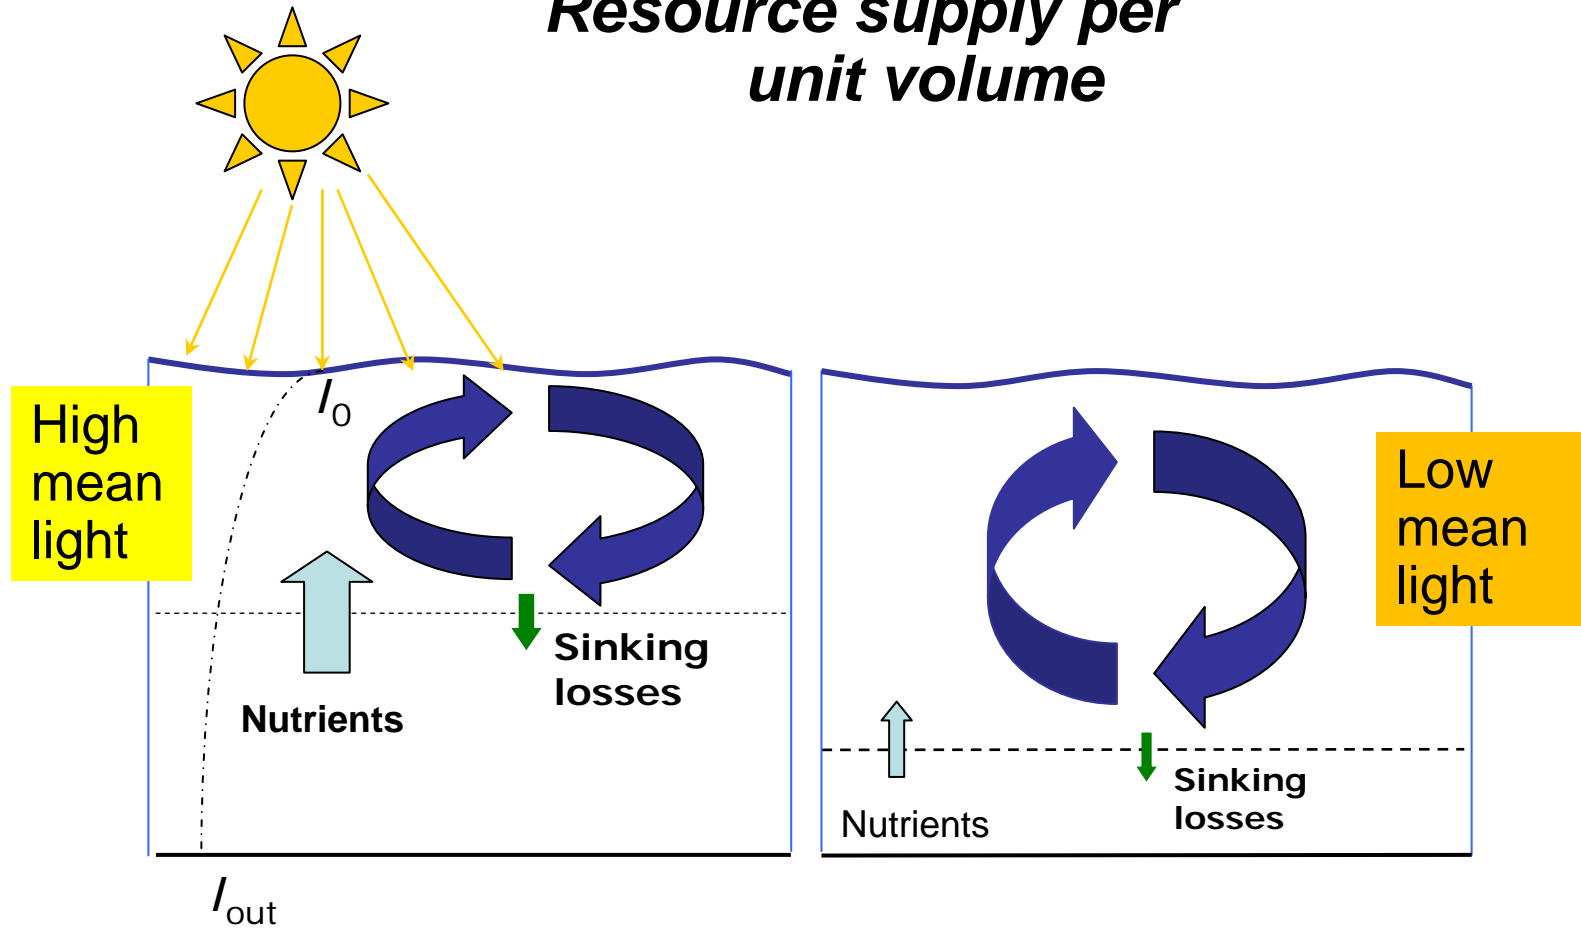 Resource supply per
unit volume
I0
High
mean
light
Low
mean
light
Sinking
losses
Nutrients
Sinking
losses
Nutrients
Iout